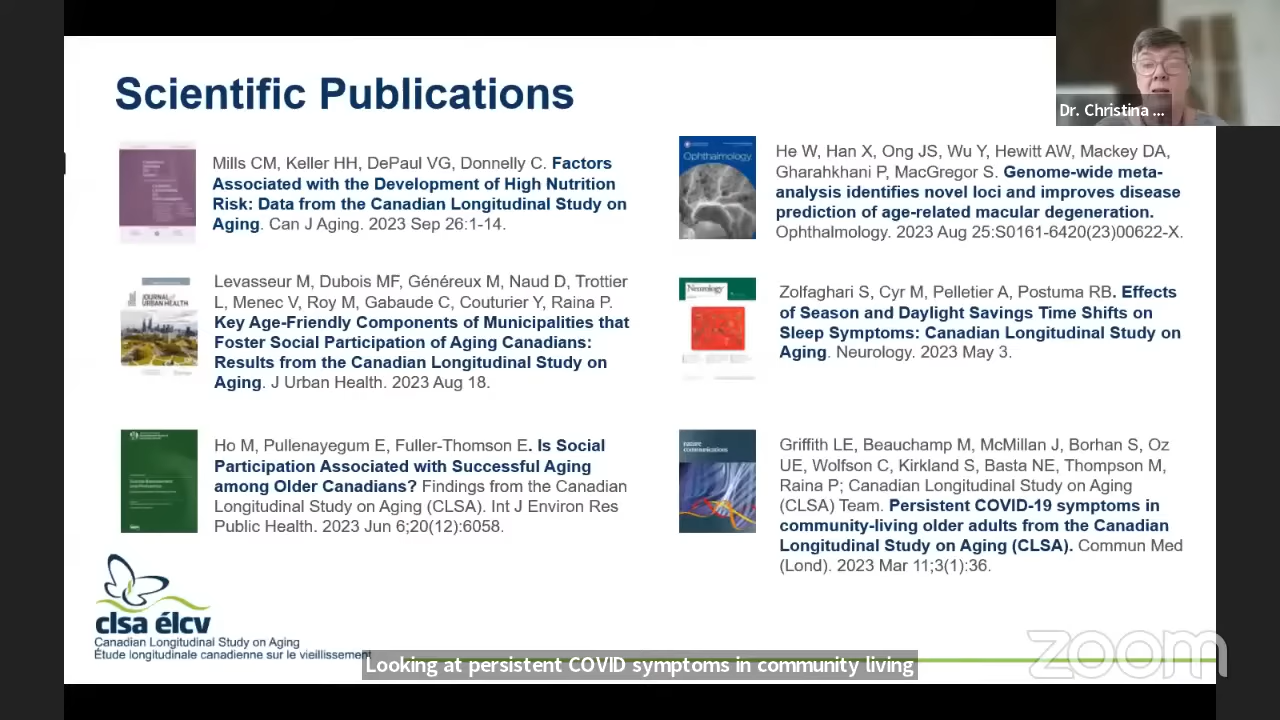 Scientific Publications
Dr. Christina ...
Mills CM, Keller HH, DePaul VG, Donnelly C. Factors
Associated with the Development of High Nutrition
Risk: Data from the Canadian Longitudinal Study on
Aging. Can J Aging. 2023 Sep 26:1-14.
JOURNAL of
URBAN HEALTH
Levasseur M, Dubois MF, Généreux M, Naud D, Trottier
L, Menec V, Roy M, Gabaude C, Couturier Y, Raina P.
Key Age-Friendly Components of Municipalities that
Foster Social Participation of Aging Canadians:
Results from the Canadian Longitudinal Study on
Aging. J Urban Health. 2023 Aug 18.
Ho M, Pullenayegum E, Fuller-Thomson E. Is Social
Participation Associated with Successful Aging
among Older Canadians? Findings from the Canadian
Longitudinal Study on Aging (CLSA). Int J Environ Res
Public Health. 2023 Jun 6;20(12):6058.
Ophthalmology
He W, Han X, Ong JS, Wu Y, Hewitt AW, Mackey DA,
Gharahkhani P, MacGregor S. Genome-wide meta-
analysis identifies novel loci and improves disease
prediction of age-related macular degeneration.
Ophthalmology. 2023 Aug 25:S0161-6420(23)00622-X.
Neurology
Zolfaghari S, Cyr M, Pelletier A, Postuma RB. Effects
of Season and Daylight Savings Time Shifts on
Sleep Symptoms: Canadian Longitudinal Study on
Aging. Neurology. 2023 May 3.
nature
communications
Griffith LE, Beauchamp M, McMillan J, Borhan S, Oz
UE, Wolfson C, Kirkland S, Basta NE, Thompson M,
Raina P; Canadian Longitudinal Study on Aging
(CLSA) Team. Persistent COVID-19 symptoms in
community-living older adults from the Canadian
Longitudinal Study on Aging (CLSA). Commun Med
(Lond). 2023 Mar 11;3(1):36.
clsa élcv
Canadian Longitudinal Study on Aging
Étude longitudinale canadienne sur le vieillissement
Looking at persistent COVID symptoms in community living
zoom